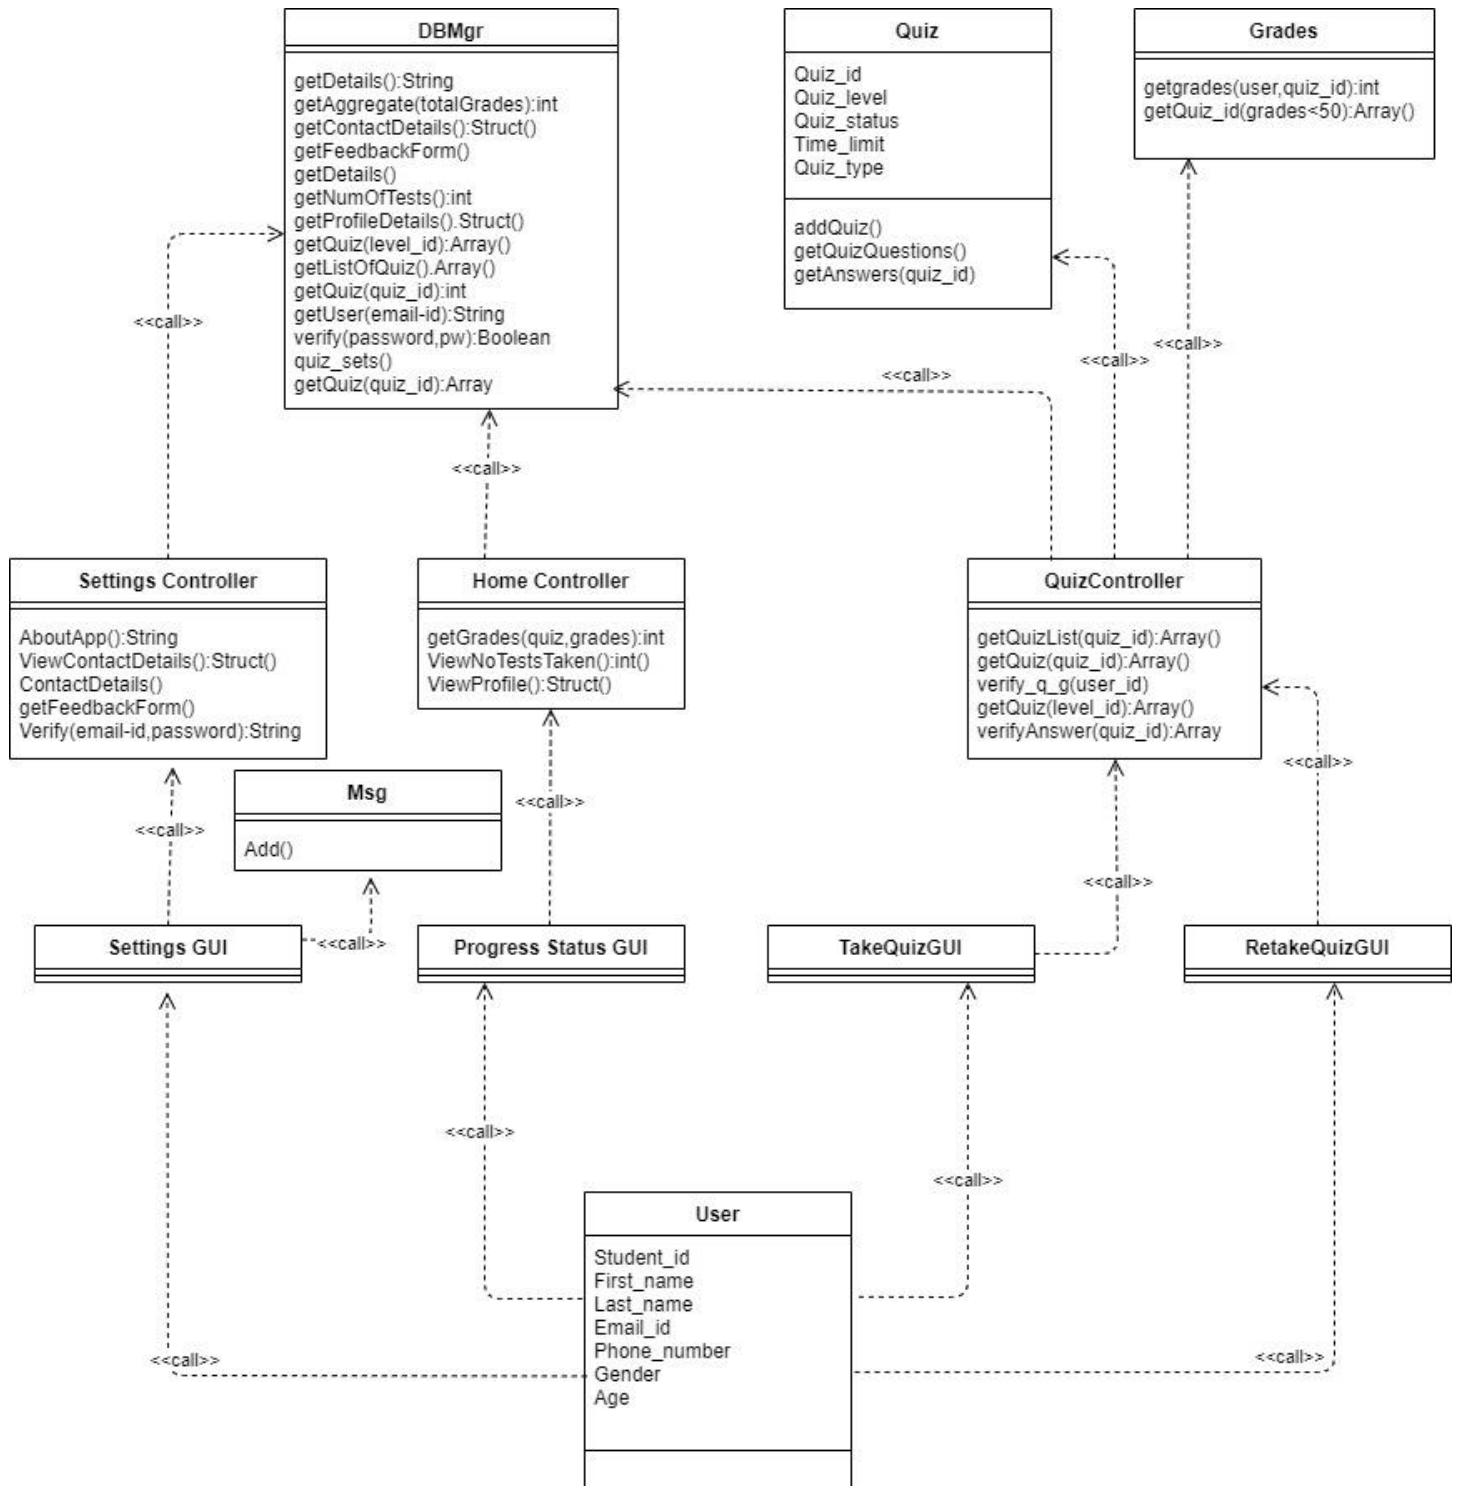 DBMgr
getDetails():String
getAggregate(totalGrades):int
getContactDetails():Struct()
getFeedbackForm()
getDetails()
getNumOfTests():int
getProfileDetails().Struct()
getQuiz(level_id):Array()
getListOfQuiz().Array()
getQuiz(quiz_id):int
getUser(email-id):String
verify(password,pw):Boolean
quiz_sets()
getQuiz(quiz_id):Array
Quiz
Quiz_id
Quiz_level
Quiz_status
Time_limit
Quiz_type
addQuiz()
getQuizQuestions()
getAnswers(quiz_id)
Grades
getgrades(user,quiz_id):int
getQuiz_id(grades<50):Array()
<<call>>
<<call>>
<<call>>
<<call>>
<<call>>
Settings Controller
AboutApp():String
ViewContactDetails():Struct()
ContactDetails()
getFeedbackForm()
Verify(email-id,password):String
Home Controller
getGrades(quiz,grades):int
ViewNoTestsTaken():int()
ViewProfile():Struct()
QuizController
getQuizList(quiz_id):Array()
getQuiz(quiz_id):Array()
verify_q_g(user_id)
getQuiz(level_id):Array()
verifyAnswer(quiz_id):Array
Msg
Add()
<<call>>
<<call>>
<<call>>
<<call>>
<<call>>
Settings GUI
Progress Status GUI
TakeQuizGUI
RetakeQuizGUI
<<call>>
<<call>>
<<call>>
<<call>>
User
Student_id
First_name
Last_name
Email_id
Phone_number
Gender
Age